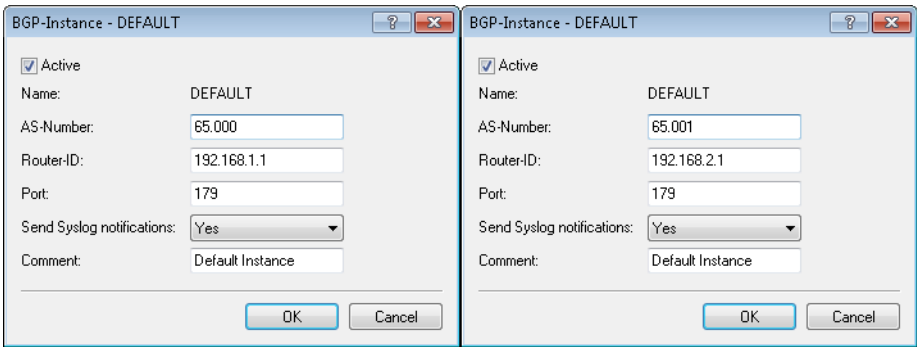 BGP-Instance - DEFAULT
Active
Name: DEFAULT
AS-Number: 65.000
Router-ID: 192.168.1.1
Port: 179
Send Syslog notifications: Yes
Comment: Default Instance
OK Cancel
BGP-Instance - DEFAULT
Active
Name: DEFAULT
AS-Number: 65.001
Router-ID: 192.168.2.1
Port: 179
Send Syslog notifications: Yes
Comment: Default Instance
OK Cancel